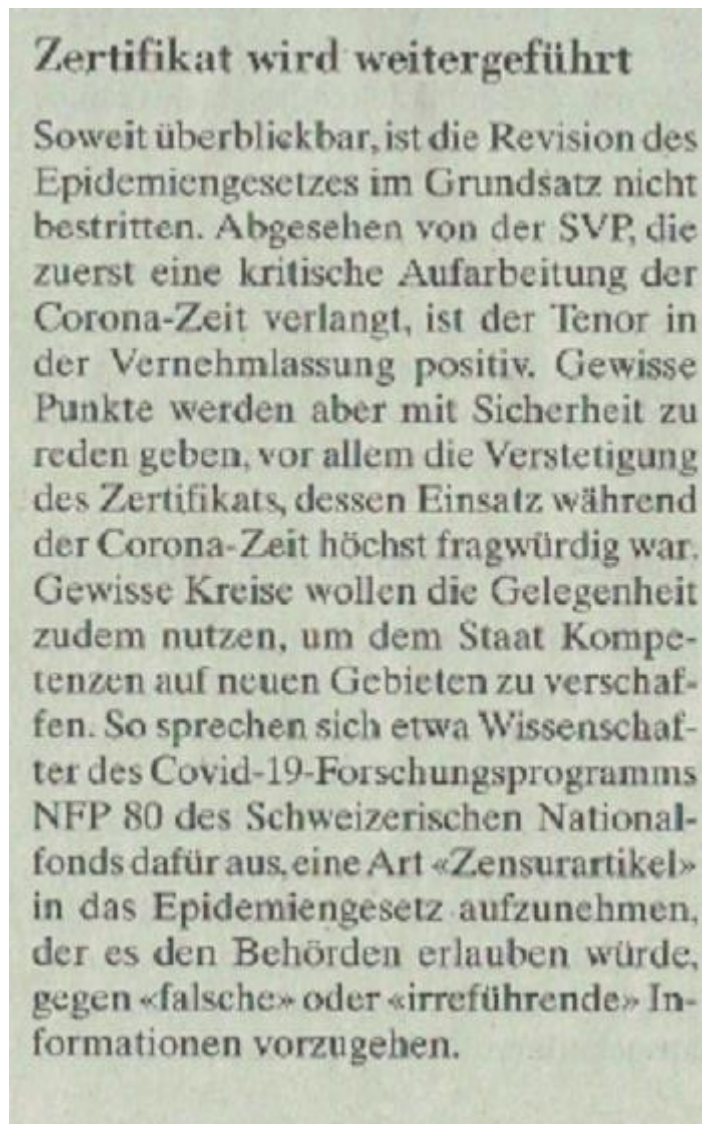 Zertifikat wird weitergeführt
Soweit überblickbar, ist die Revision des
Epidemiengesetzes im Grundsatz nicht
bestritten. Abgesehen von der SVP, die
zuerst eine kritische Aufarbeitung der
Corona-Zeit verlangt, ist der Tenor in
der Vernehmlassung positiv. Gewisse
Punkte werden aber mit Sicherheit zu
reden geben, vor allem die Verstetigung
des Zertifikats, dessen Einsatz während
der Corona-Zeit höchst fragwürdig war.
Gewisse Kreise wollen die Gelegenheit
zudem nutzen, um dem Staat Kompe-
tenzen auf neuen Gebieten zu verschaf-
fen. So sprechen sich etwa Wissenschaf-
ter des Covid-19-Forschungsprogramms
NFP 80 des Schweizerischen National-
fonds dafür aus, eine Art «Zensurartikel»
in das Epidemiengesetz aufzunehmen,
der es den Behörden erlauben würde,
gegen «falsche» oder «irreführende» In-
formationen vorzugehen.